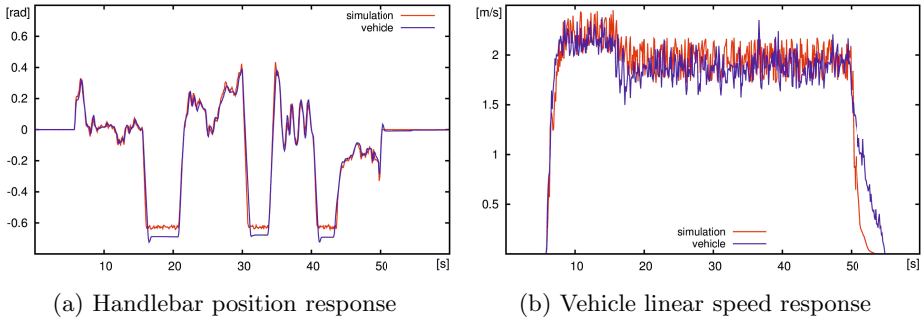 [rad]
simulation
vehicle
0.6
0.4
0.2
0
-0.2
-0.4
-0.6
10
20
30
40
50
[s]
(a) Handlebar position response
[m/s]
2
1.5
1
0.5
simulation
vehicle
10
20
30
40
50
[s]
(b) Vehicle linear speed response